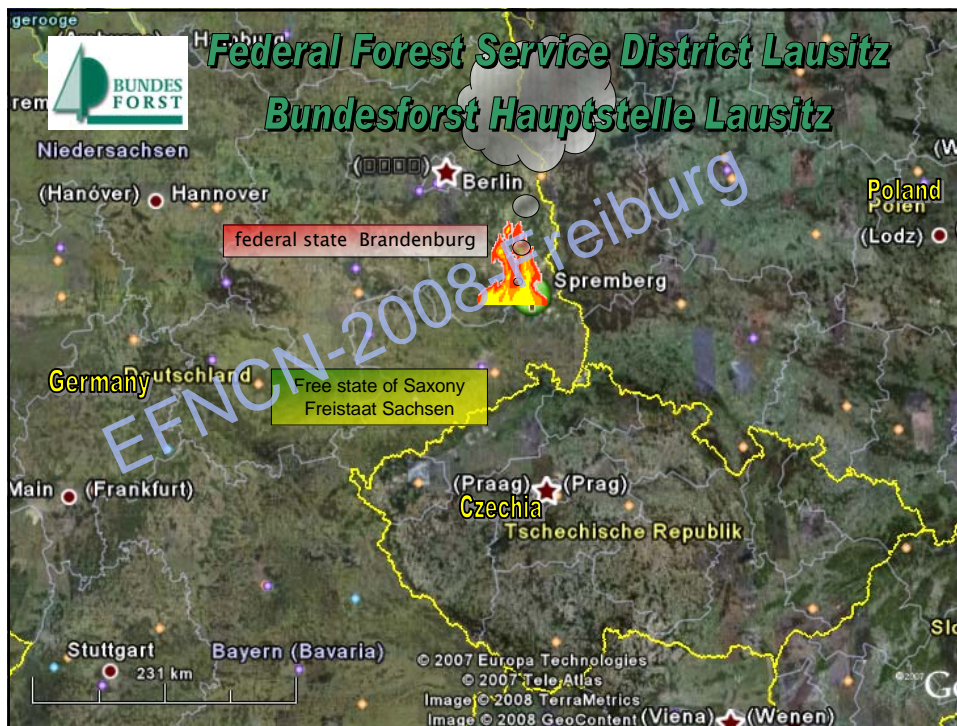 gerooge
Hamburg
BUNDES
FORST
Federal Forest Service District Lausitz
Bundesforst Hauptstelle Lausitz
Niedersachsen
(Hanóver) Hannover
Berlin
Poland
Polen
(Lodz)
federal state Brandenburg
Spremberg
EFNCN-2008-Freiburg
Germany
Deutschland
Free state of Saxony
Freistaat Sachsen
Main (Frankfurt)
(Praag) (Prag)
Czechia
Tschechische Republik
Stuttgart
Bayern (Bavaria)
231 km
© 2007 Europa Technologies
© 2007 Tele Atlas
Image © 2008 TerraMetrics
Image © 2008 GeoContent
(Viena) (Wenen)
©2007